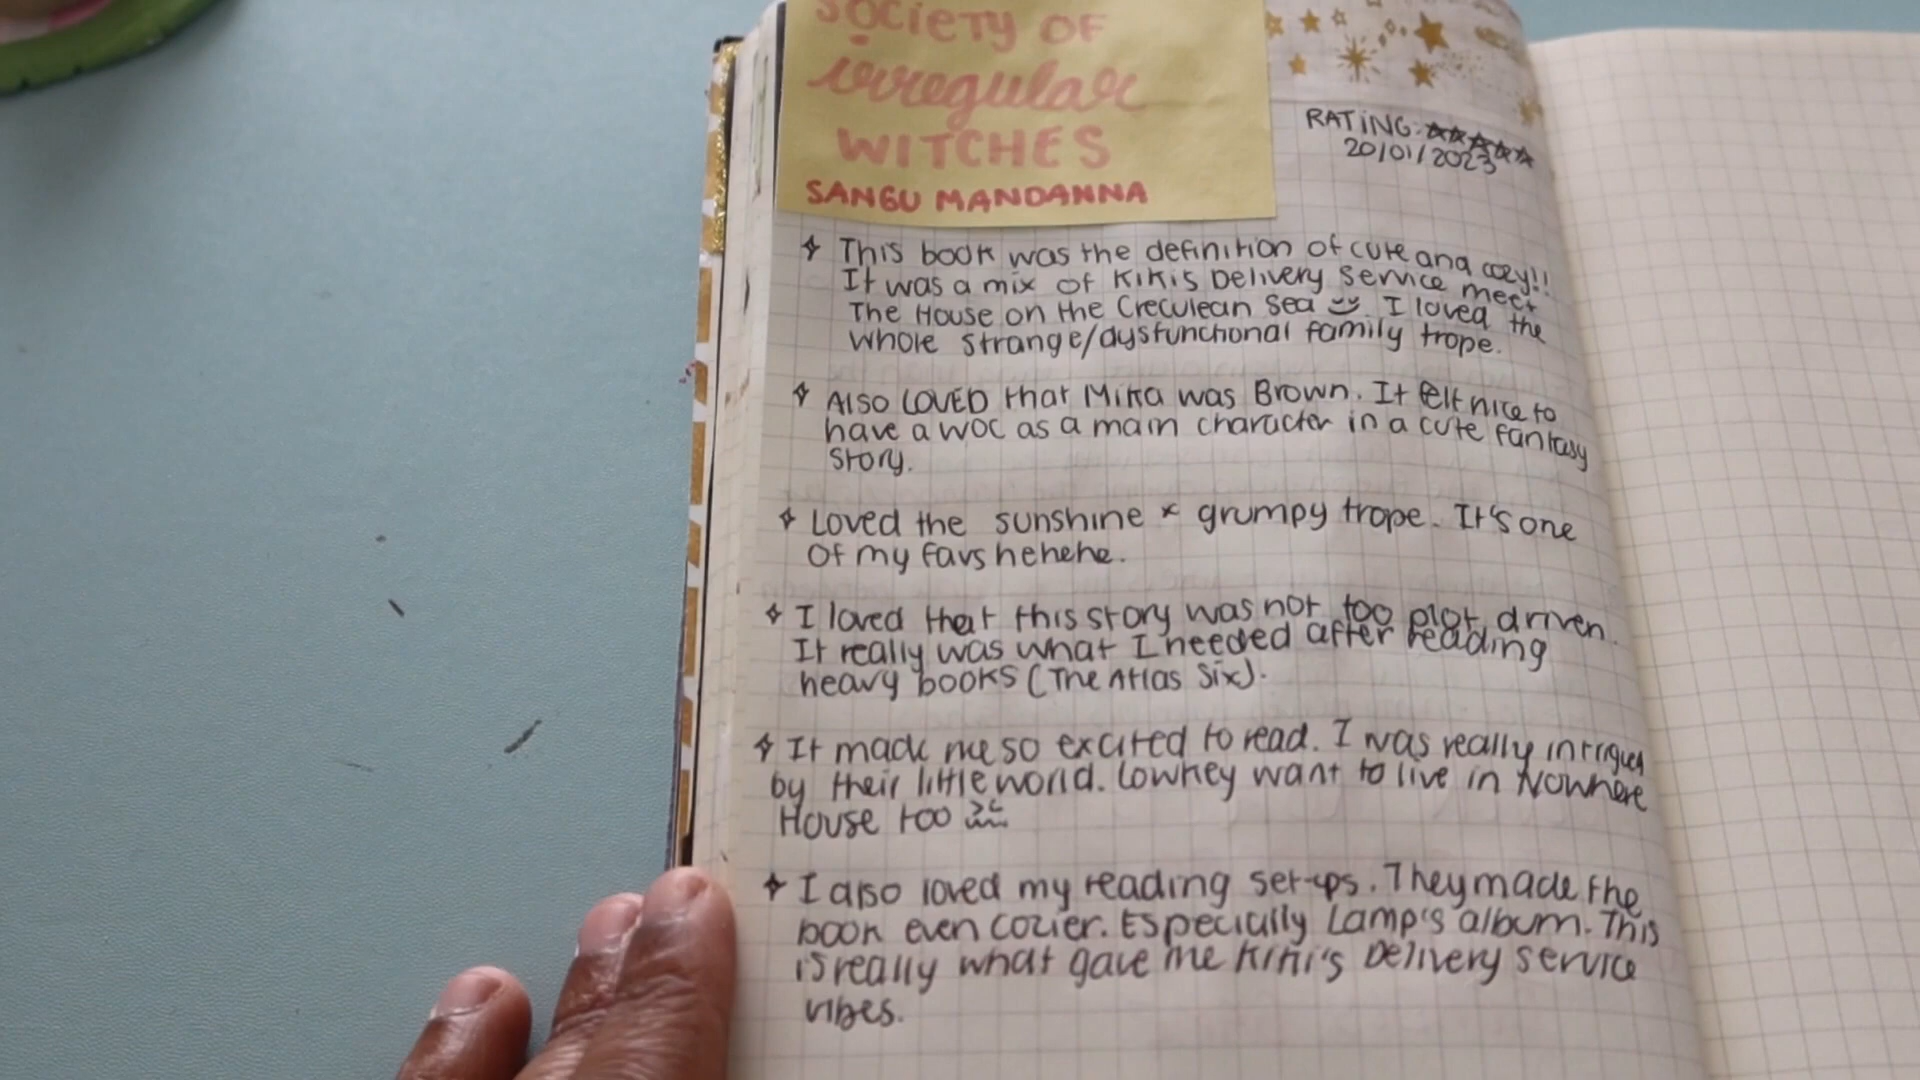 SOCIETY OF
irregular
WITCHES
SANGU MANDANNA
RATING: ☆☆☆☆☆
20/01/2023
This book was the definition of cute and cozy!!
It was a mix of Kikis Delivery Service meet
The House on the Creculean Sea I loved the
whole strange/dysfunctional family trope.
Also LOVED that Mika was Brown. It felt nice to
have a WOC as a main character in a cute fantasy
story.
Loved the sunshine x grumpy trope. It's one
of my favs hehehe.
I loved that this story was not too plot driven.
It really was what I needed after reading
heavy books (The Atlas Six).
It made me so excited to read. I was really intrigued
by their little world. Lowkey want to live in Nowhere
House too
I also loved my reading set-ups. They made the
book even cozier. Especially Lamp's album. This
is really what gave me Kiki's Delivery Service
vibes.